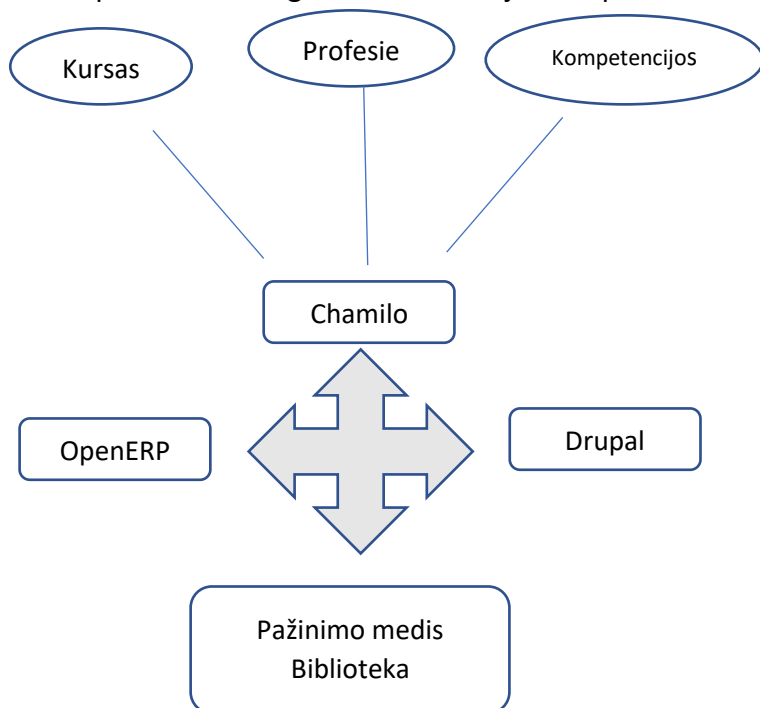 Kursas
Profesie
Kompetencijos
Chamilo
OpenERP
Drupal
Pažinimo medis
Biblioteka